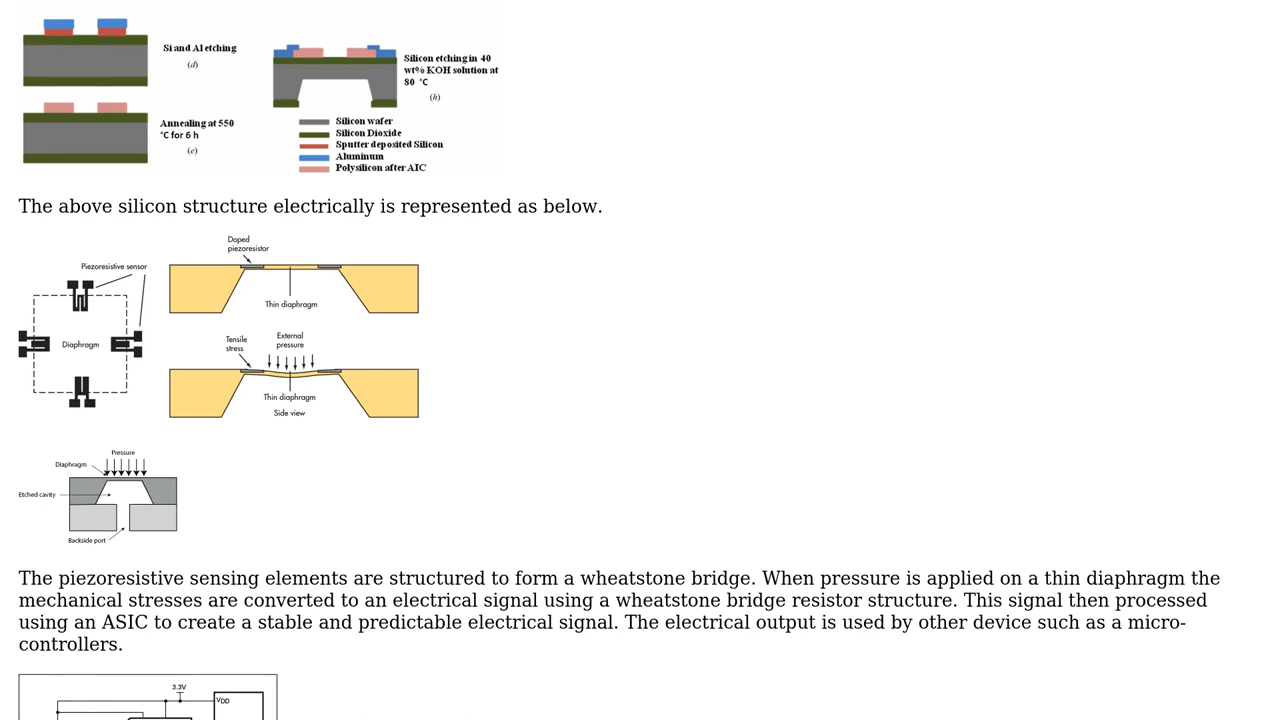 Si and Al etching
(d)
Annealing at 550
°C for 6 h
(e)
Silicon etching in 40
wt% KOH solution at
80 °C
(h)
Silicon wafer
Silicon Dioxide
Sputter deposited Silicon
Aluminum
Polysilicon after AIC
The above silicon structure electrically is represented as below.
Piezoresistive sensor
Diaphragm
Doped
piezoresistor
Thin diaphragm
Tensile
stress
External
pressure
Thin diaphragm
Side view
Pressure
Diaphragm
Etched cavity
Backside port
The piezoresistive sensing elements are structured to form a wheatstone bridge. When pressure is applied on a thin diaphragm the
mechanical stresses are converted to an electrical signal using a wheatstone bridge resistor structure. This signal then processed
using an ASIC to create a stable and predictable electrical signal. The electrical output is used by other device such as a micro-
controllers.
3.3V
VDD